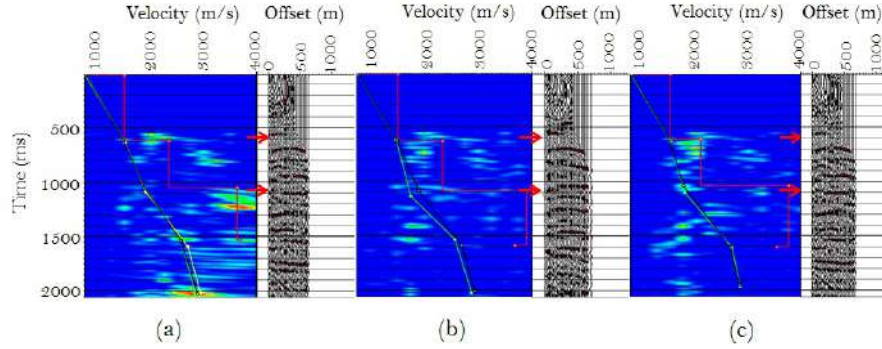 Velocity (m/s) Offset (m) Velocity (m/s) Offset (m) Velocity (m/s) Offset (m)
1000 2000 3000 4000 0 500 1000 1000 2000 3000 4000 0 500 1000 1000 2000 3000 4000 0 500 1000
500
1000
1500
2000
Time (ms)
(a) (b) (c)